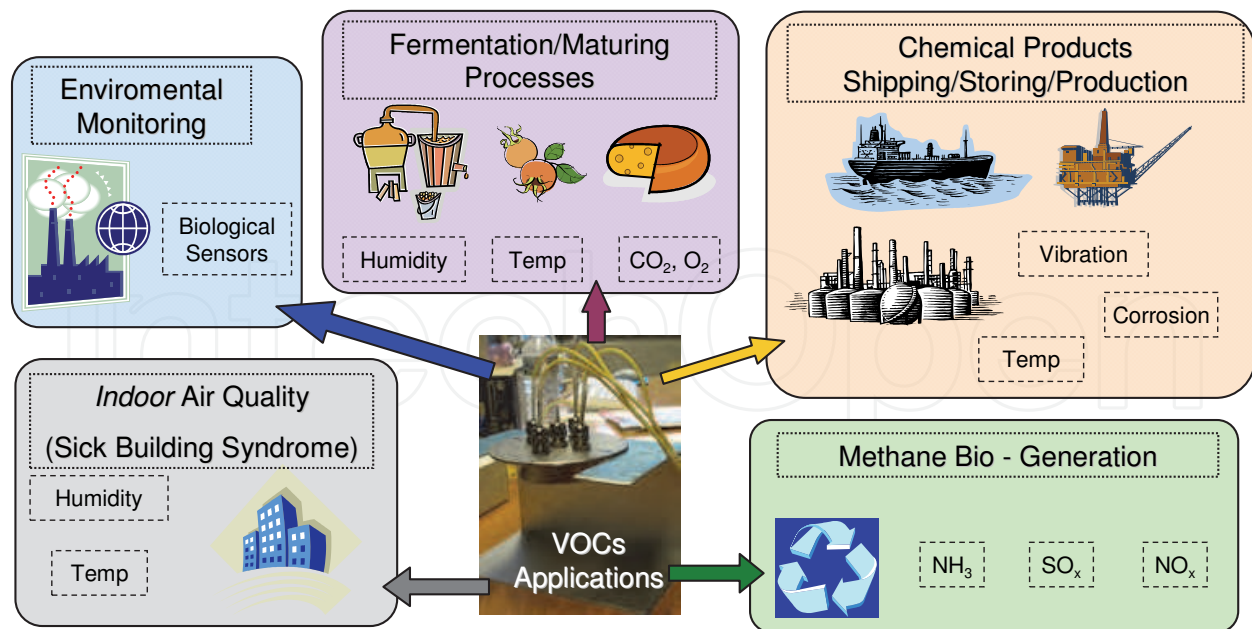 Enviromental
Monitoring
Biological
Sensors
Fermentation/Maturing
Processes
Humidity
Temp
CO₂, O₂
Chemical Products
Shipping/Storing/Production
Vibration
Corrosion
Temp
Indoor Air Quality
(Sick Building Syndrome)
Humidity
Temp
VOCs
Applications
Methane Bio - Generation
NH₃
SOₓ
NOₓ
IntechOpen